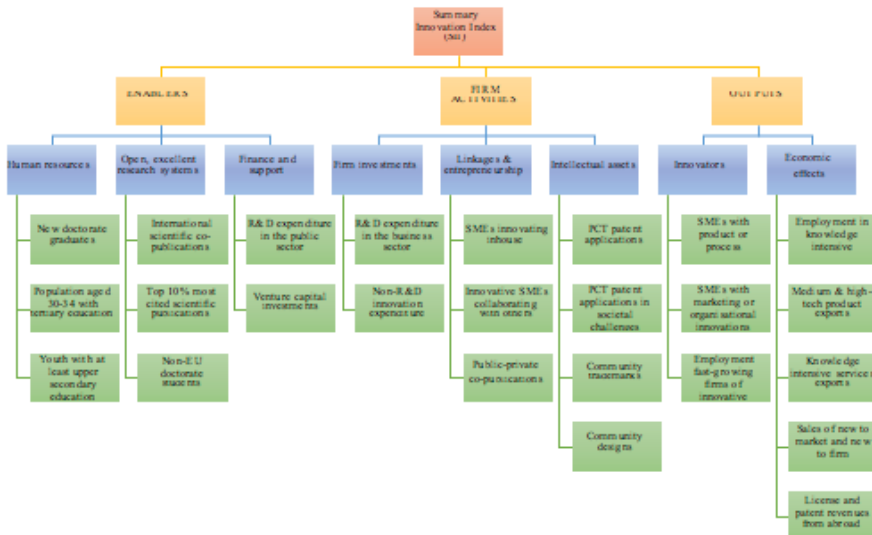 Summary
Innovation Index
(SII)
ENABLERS
FIRM
ACTIVITIES
OUTPUTS
Human resources
Open, excellent
research systems
Finance and
support
Firm investments
Linkages &
entrepreneurship
Intellectual assets
Innovators
Economic
effects
New doctorate
graduates
Population aged
30-34 with
tertiary education
Youth with at
least upper
secondary
education
International
scientific co-
publications
Top 10% most
cited scientific
publications
Non-EU
doctorate
students
R&D expenditure
in the public
sector
Venture capital
investments
R&D expenditure
in the business
sector
Non-R&D
innovation
expenditure
SMEs innovating
inhouse
Innovative SMEs
collaborating
with others
Public-private
co-publications
PCT patent
applications
PCT patent
applications in
societal
challenges
Community
trademarks
Community
designs
SMEs with
product or
process
SMEs with
marketing or
organisational
innovations
Employment
fast-growing
firms of
innovative
Employment in
knowledge
intensive
Medium & high-
tech product
exports
Knowledge
intensive services
exports
Sales of new to
market and new
to firm
License and
patent revenues
from abroad